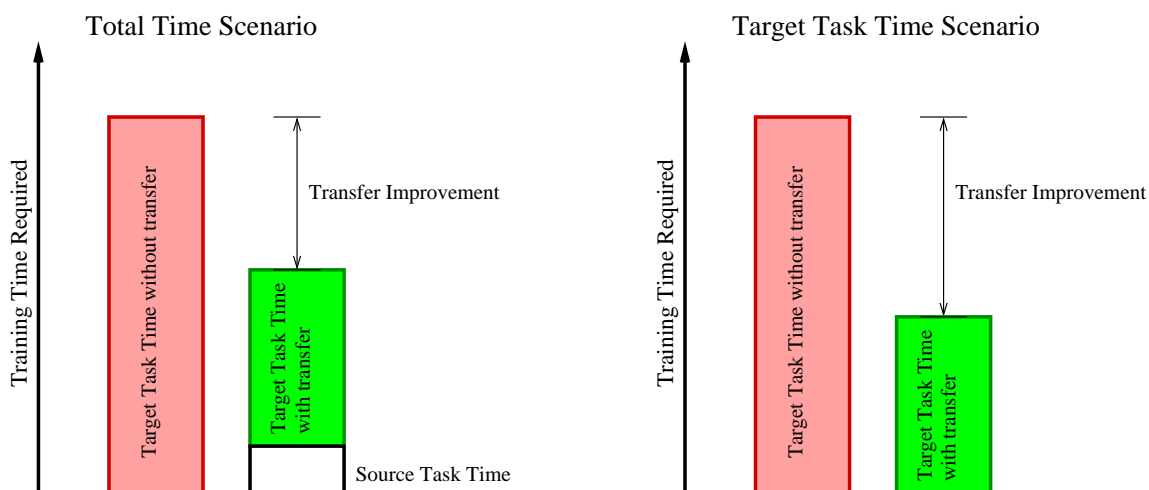 Total Time Scenario
Training Time Required
Target Task Time without transfer
Transfer Improvement
Target Task Time
with transfer
Source Task Time
Target Task Time Scenario
Training Time Required
Target Task Time without transfer
Transfer Improvement
Target Task Time
with transfer